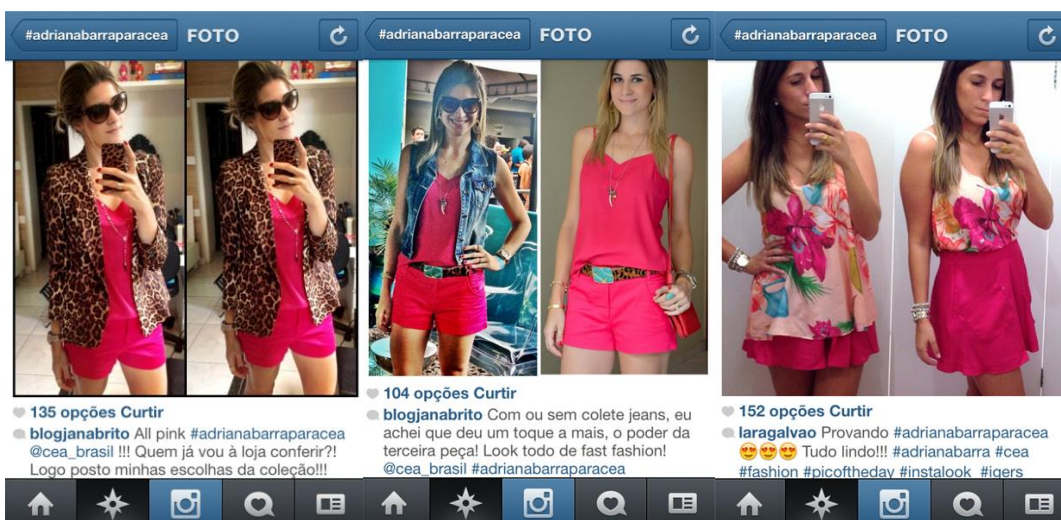 #adrianabarraparacea FOTO
135 opções Curtir
blogjanabrito All pink #adrianabarraparacea
@cea_brasil !!! Quem já vou à loja conferir?!
Logo posto minhas escolhas da coleção!!!
#adrianabarraparacea FOTO
104 opções Curtir
blogjanabrito Com ou sem colete jeans, eu
achei que deu um toque a mais, o poder da
terceira peça! Look todo de fast fashion!
@cea_brasil #adrianabarraparacea
#adrianabarraparacea FOTO
152 opções Curtir
laragalvao Provando #adrianabarraparacea
😍😍😍 Tudo lindo!!! #adrianabarra #cea
#fashion #picoftheday #instalook #igers